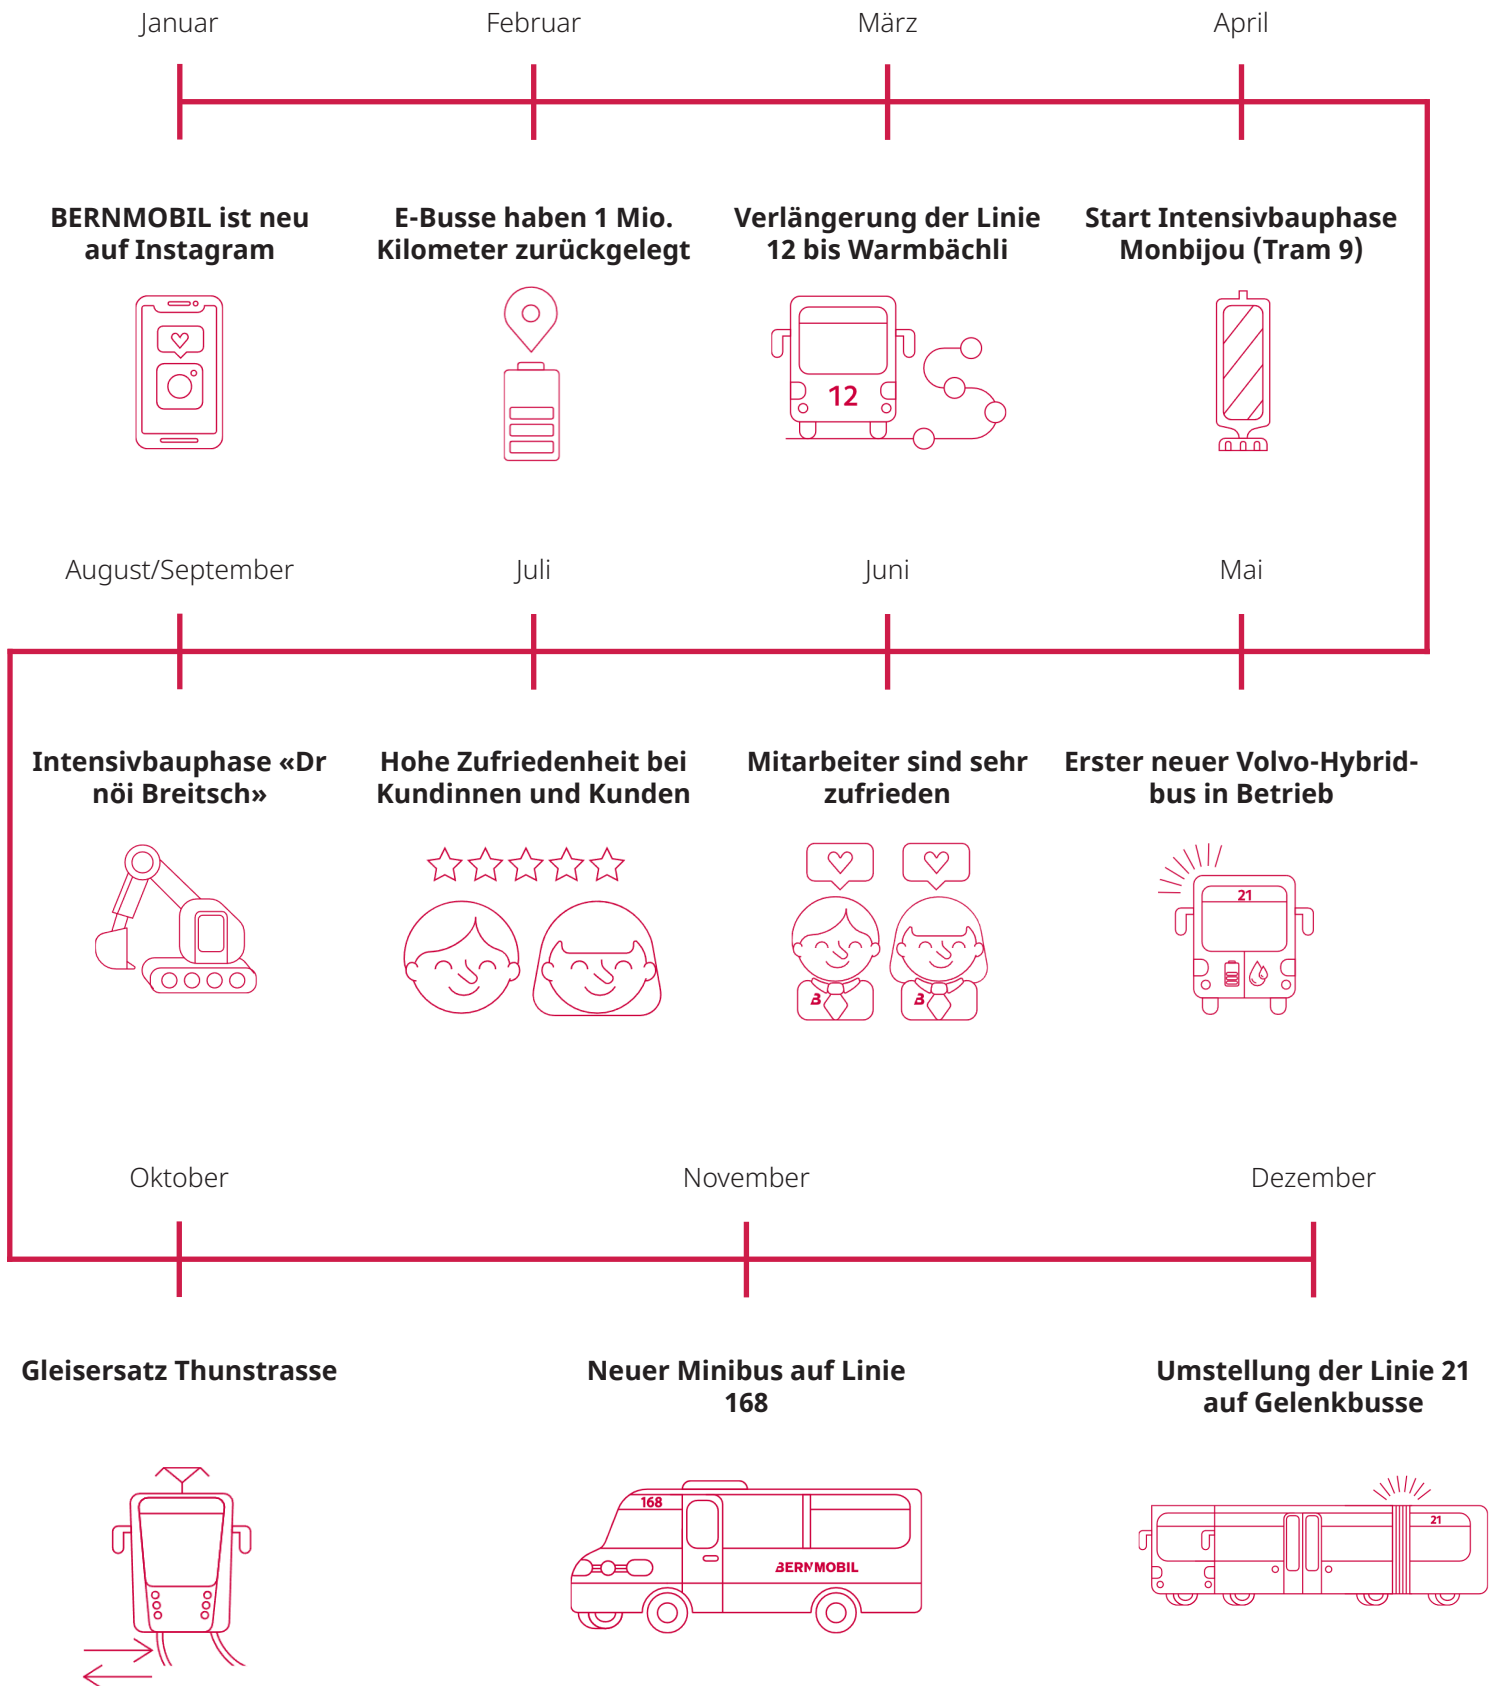 Januar
Februar
März
April
BERNMOBIL ist neu
auf Instagram
E-Busse haben 1 Mio.
Kilometer zurückgelegt
Verlängerung der Linie
12 bis Warmbächli
Start Intensivbauphase
Monbijou (Tram 9)
12
August/September
Juli
Juni
Mai
Intensivbauphase «Dr
nöi Breitsch»
Hohe Zufriedenheit bei
Kundinnen und Kunden
Mitarbeiter sind sehr
zufrieden
Erster neuer Volvo-Hybrid-
bus in Betrieb
21
B
B
Oktober
November
Dezember
Gleisersatz Thunstrasse
Neuer Minibus auf Linie
168
Umstellung der Linie 21
auf Gelenkbusse
168
BERNMOBIL
21